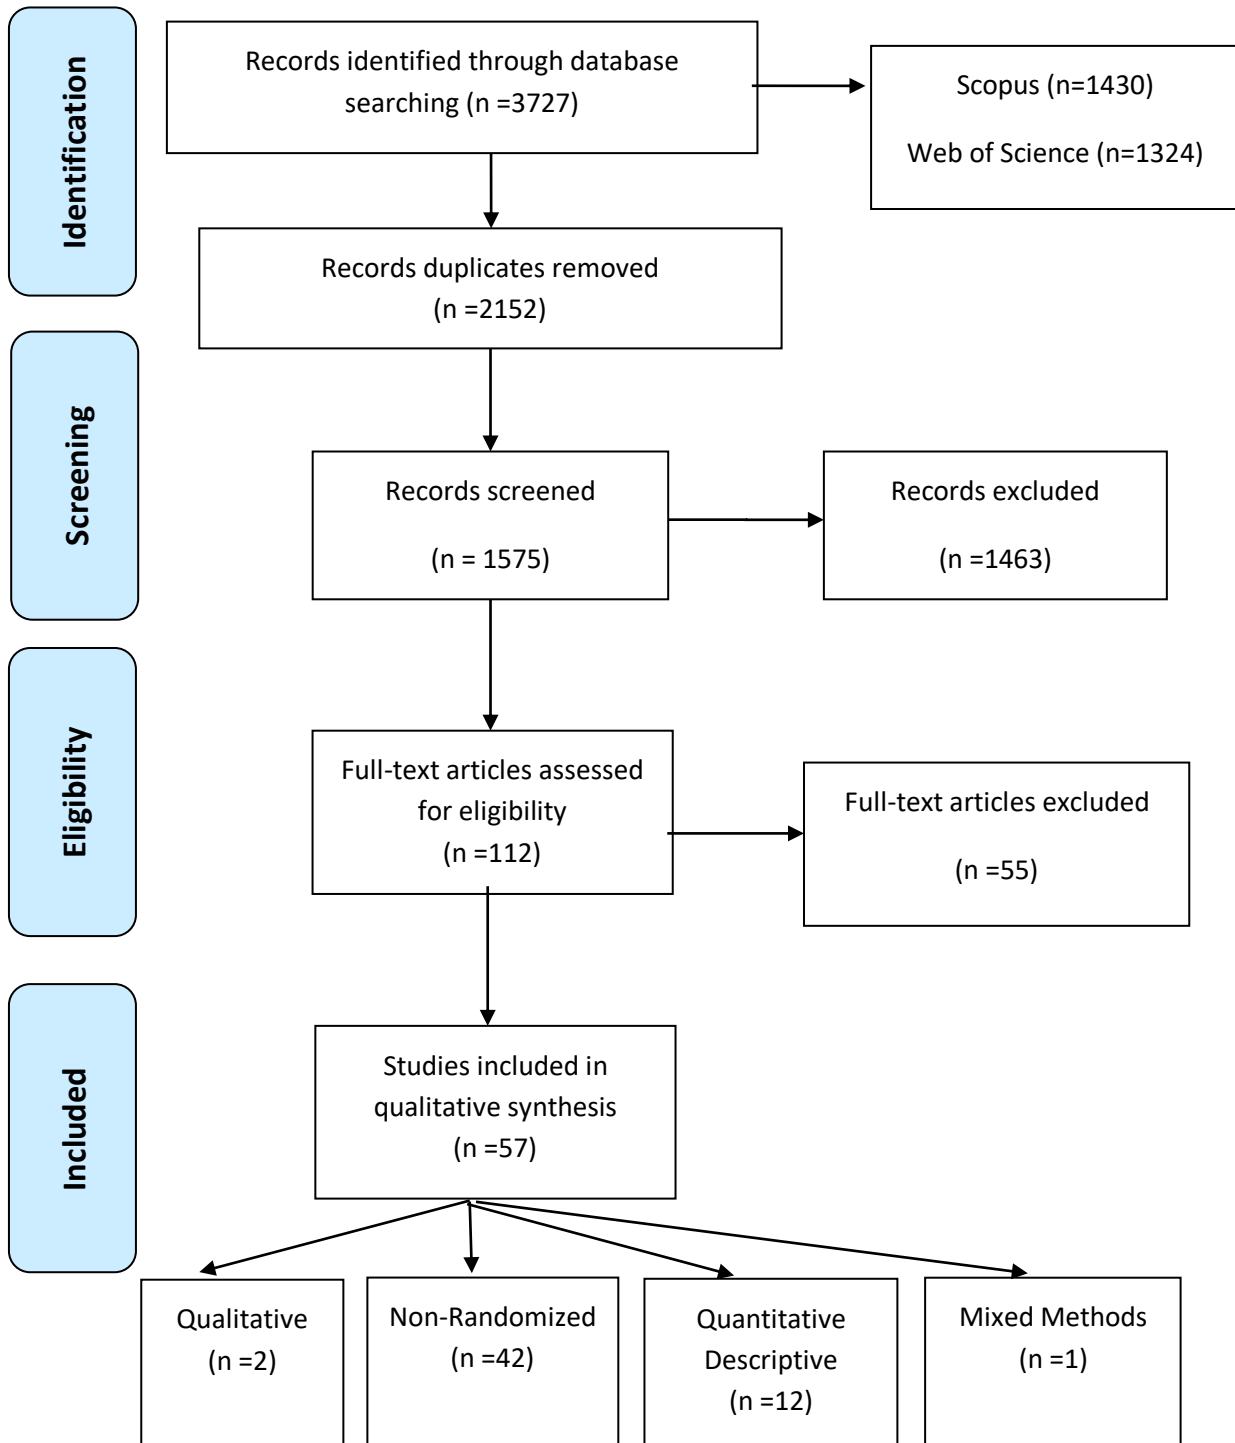 Identification
Records identified through database
searching (n =3727)
Scopus (n=1430)
Web of Science (n=1324)
Records duplicates removed
(n =2152)
Screening
Records screened
(n = 1575)
Records excluded
(n =1463)
Eligibility
Full-text articles assessed
for eligibility
(n =112)
Full-text articles excluded
(n =55)
Included
Studies included in
qualitative synthesis
(n =57)
Qualitative
(n =2)
Non-Randomized
(n =42)
Quantitative
Descriptive
(n =12)
Mixed Methods
(n =1)